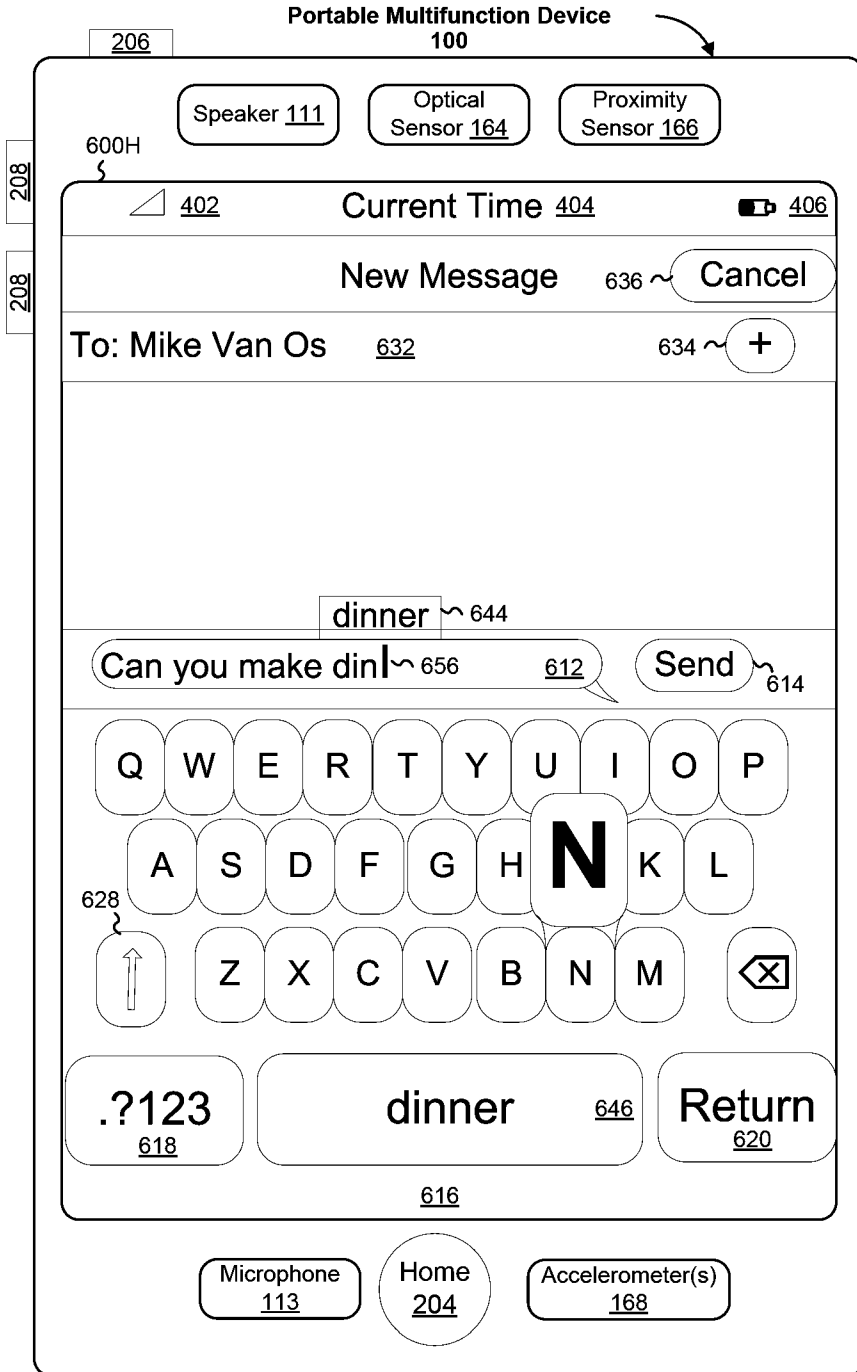 Portable Multifunction Device
100
206
Speaker 111
Optical
Sensor 164
Proximity
Sensor 166
600H
208
402 Current Time 404 406
208
New Message 636 Cancel
To: Mike Van Os 632 634 +
dinner 644
Can you make din 656 612 Send 614
Q W E R T Y U I O P
A S D F G H N K L
628
Z X C V B N M
.?123
618
dinner 646
Return
620
616
Microphone
113
Home
204
Accelerometer(s)
168